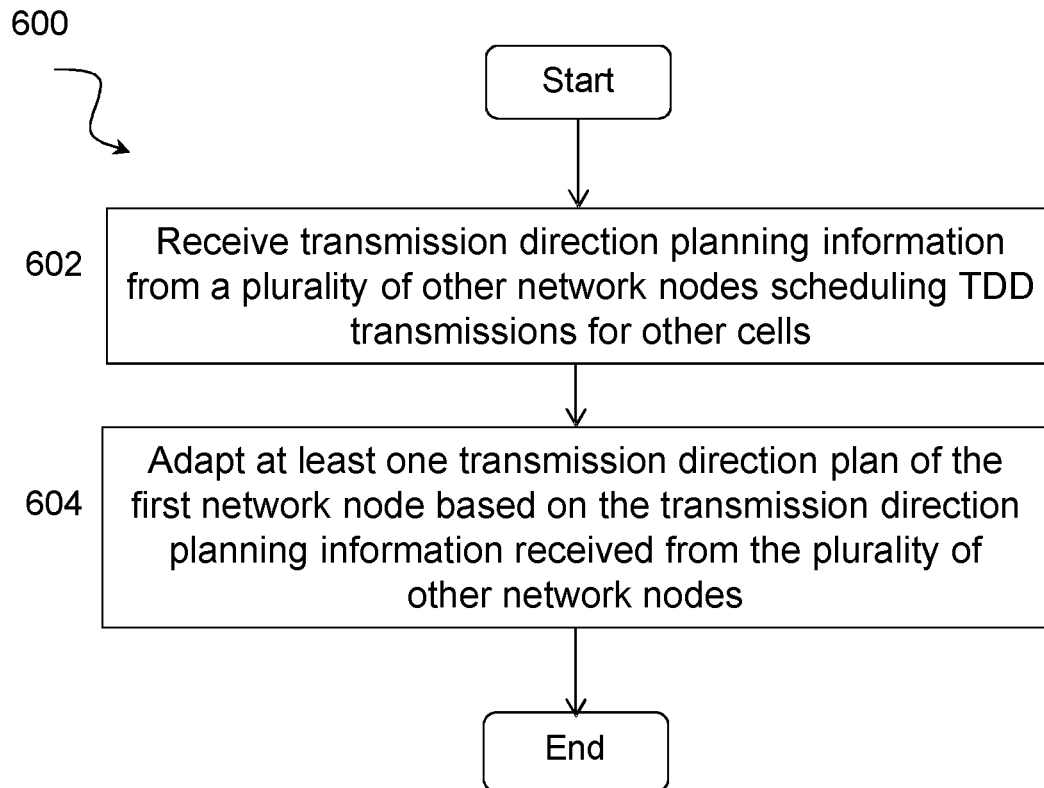 600
Start
602
Receive transmission direction planning information
from a plurality of other network nodes scheduling TDD
transmissions for other cells
604
Adapt at least one transmission direction plan of the
first network node based on the transmission direction
planning information received from the plurality of
other network nodes
End